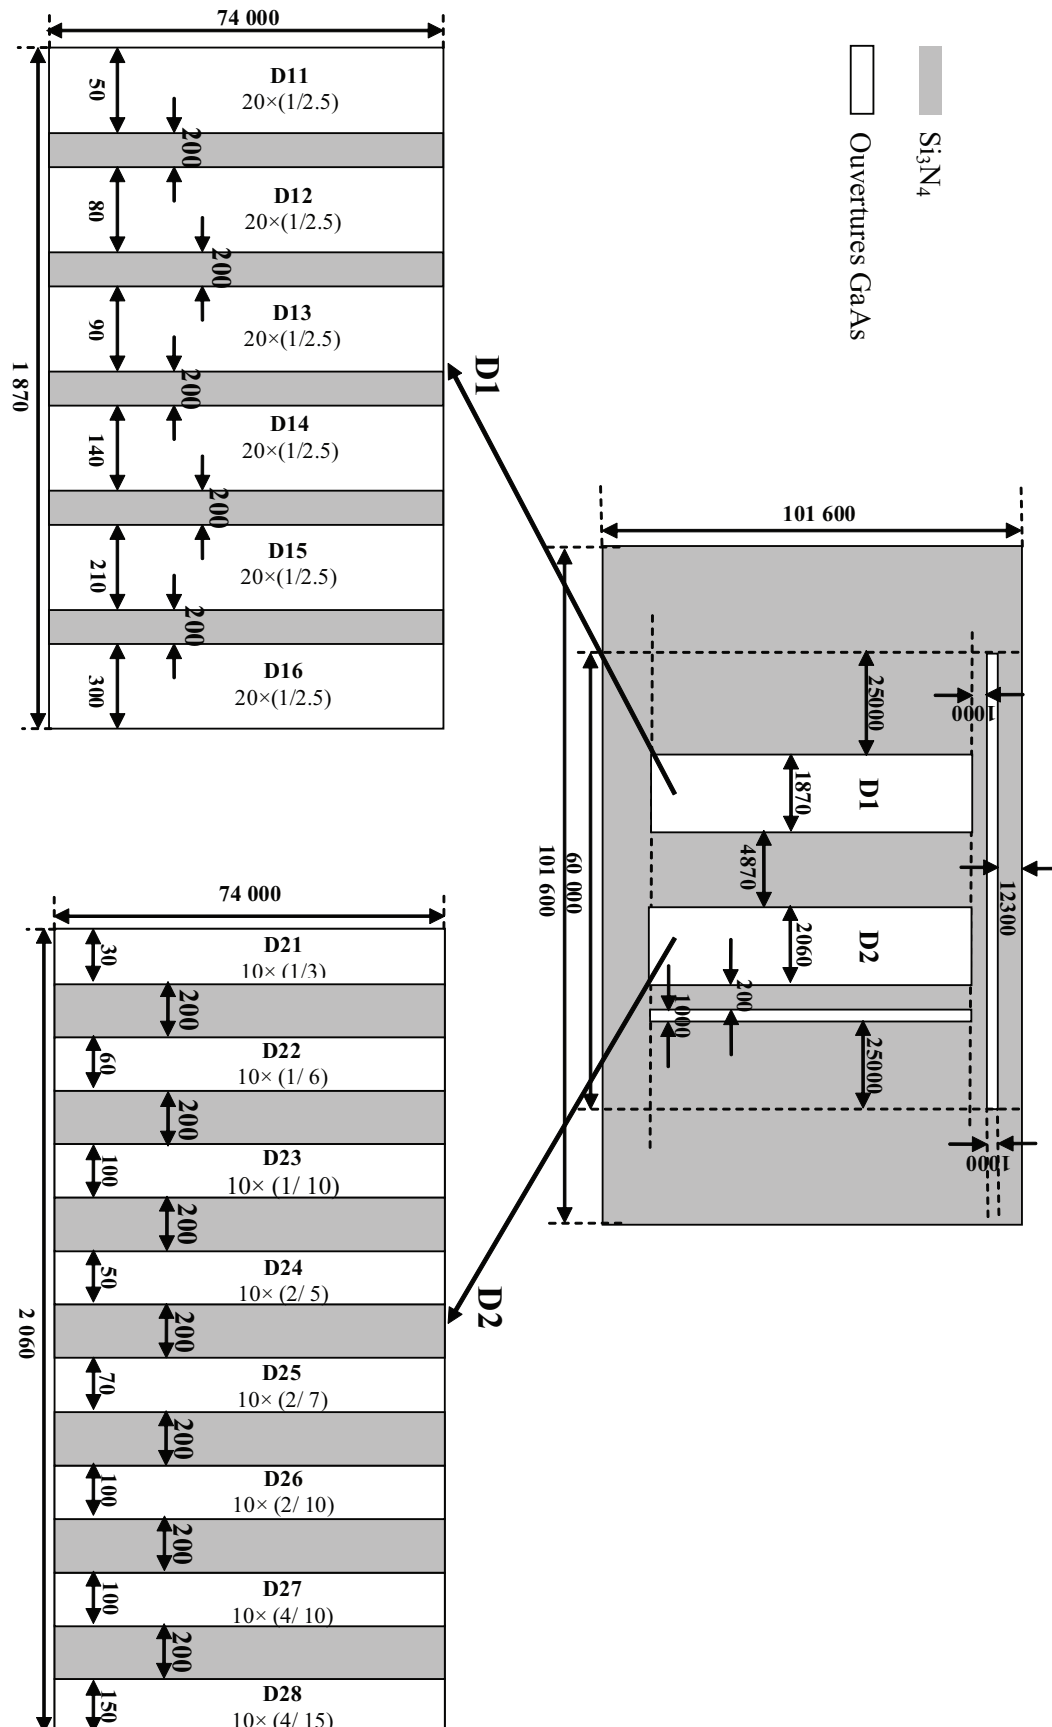 74 000
D11
20×(1/2.5)
50
200
D12
20×(1/2.5)
80
200
D13
20×(1/2.5)
90
200
D14
20×(1/2.5)
140
200
D15
20×(1/2.5)
210
200
D16
20×(1/2.5)
300
1 870
Si₃N₄
Ouvertures GaAs
D1
101 600
25000
1000
D1
1870
4870
60 000
101 600
12300
D2
2060
200
1000
25000
1000
D2
74 000
D21
10× (1/3)
30
200
D22
10× (1/ 6)
60
200
D23
10× (1/ 10)
100
200
D24
10× (2/ 5)
50
200
D25
10× (2/ 7)
70
200
D26
10× (2/ 10)
100
200
D27
10× (4/ 10)
100
200
D28
10× (4/ 15)
150
2 060